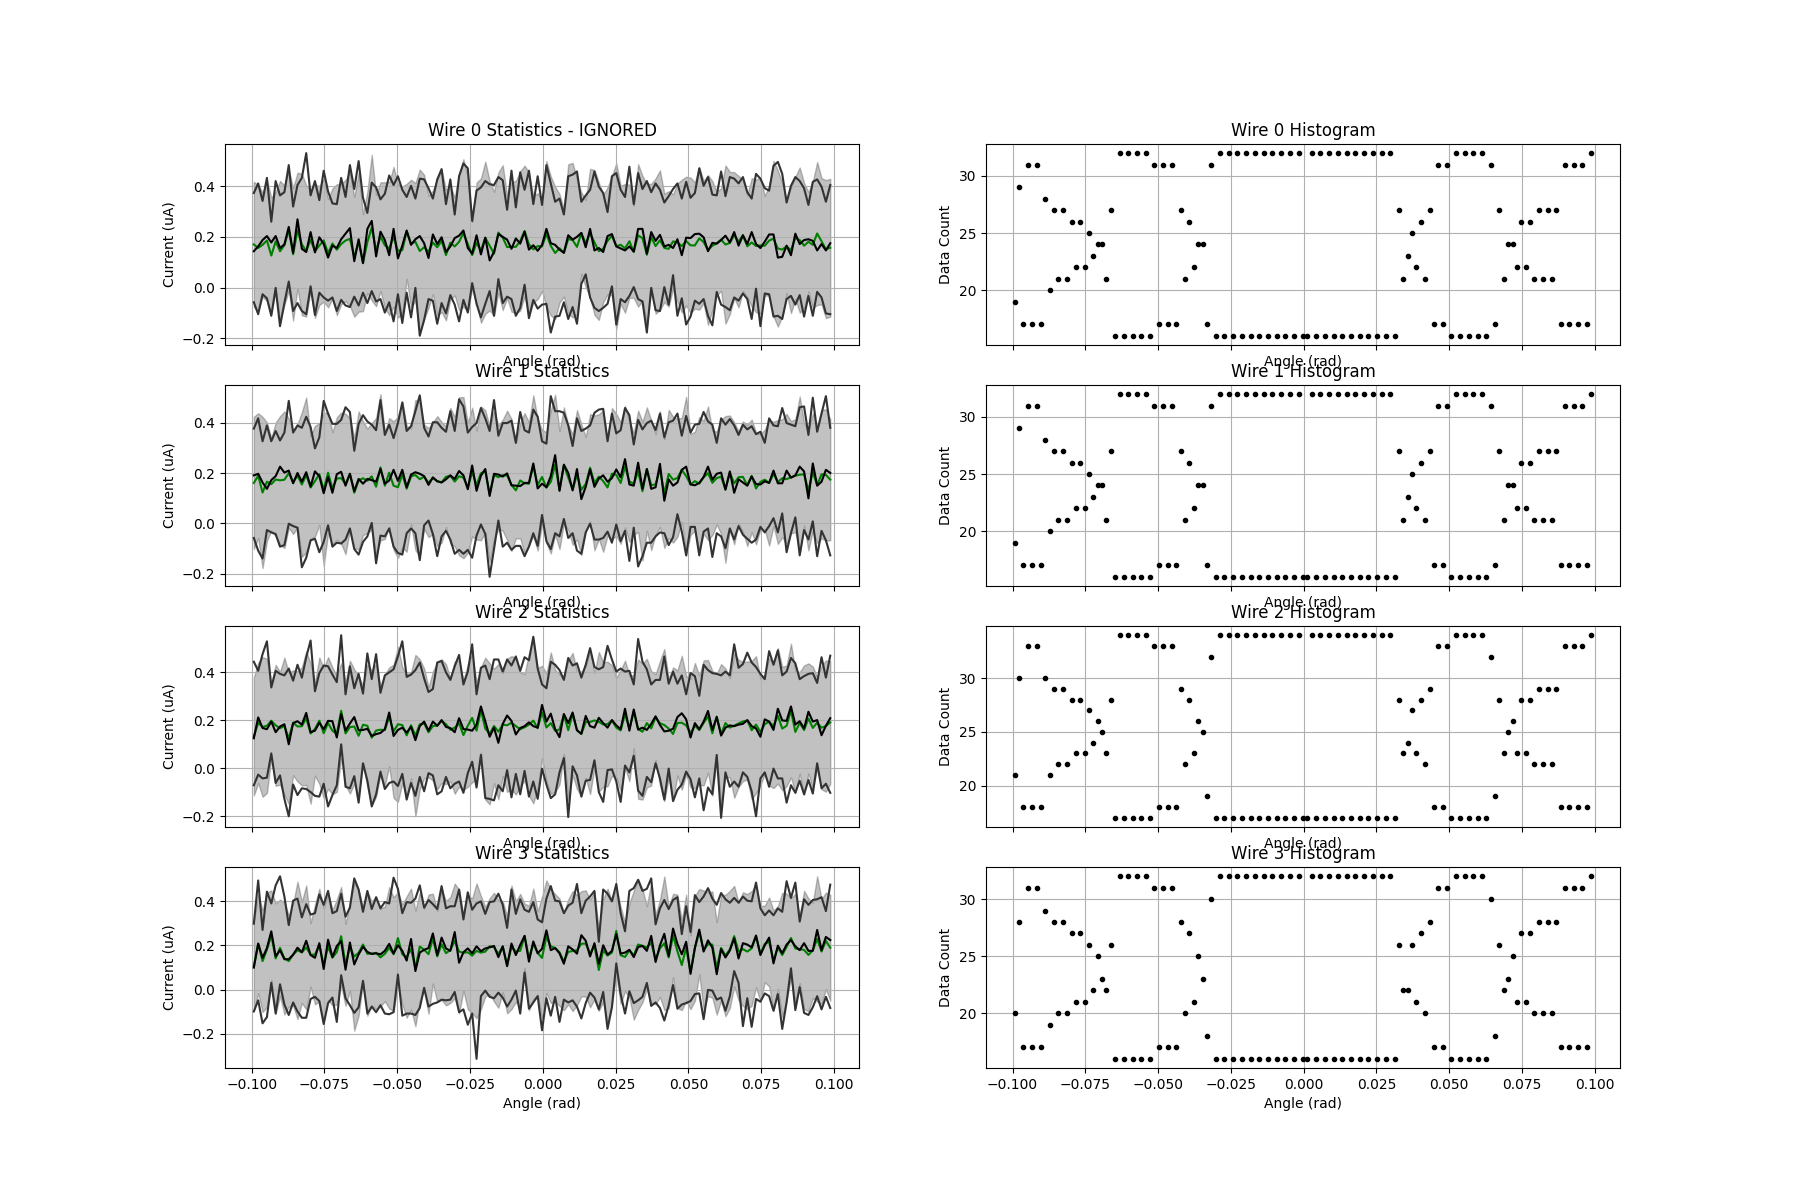 Wire 0 Statistics - IGNORED
Current (uA)
0.4
0.2
0.0
−0.2
Angle (rad)
Wire 0 Histogram
Data Count
30
25
20
Angle (rad)
Wire 1 Statistics
Current (uA)
0.4
0.2
0.0
−0.2
Angle (rad)
Wire 1 Histogram
Data Count
30
25
20
Angle (rad)
Wire 2 Statistics
Current (uA)
0.4
0.2
0.0
−0.2
Angle (rad)
Wire 2 Histogram
Data Count
30
25
20
Angle (rad)
Wire 3 Statistics
Current (uA)
0.4
0.2
0.0
−0.2
−0.100 −0.075 −0.050 −0.025 0.000 0.025 0.050 0.075 0.100
Angle (rad)
Wire 3 Histogram
Data Count
30
25
20
−0.100 −0.075 −0.050 −0.025 0.000 0.025 0.050 0.075 0.100
Angle (rad)